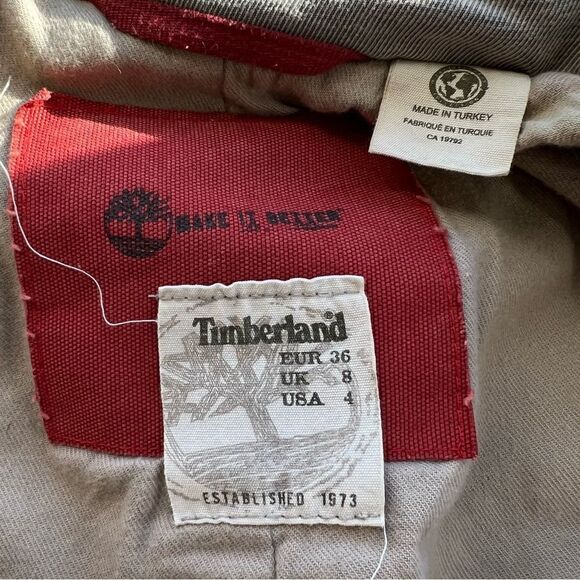 MADE IN TURKEY
FABRIQUÉ EN TURQUIE
CA 19792
MAKE IT BETTER
Timberland
EUR 36
UK 8
USA 4
ESTABLISHED 1973